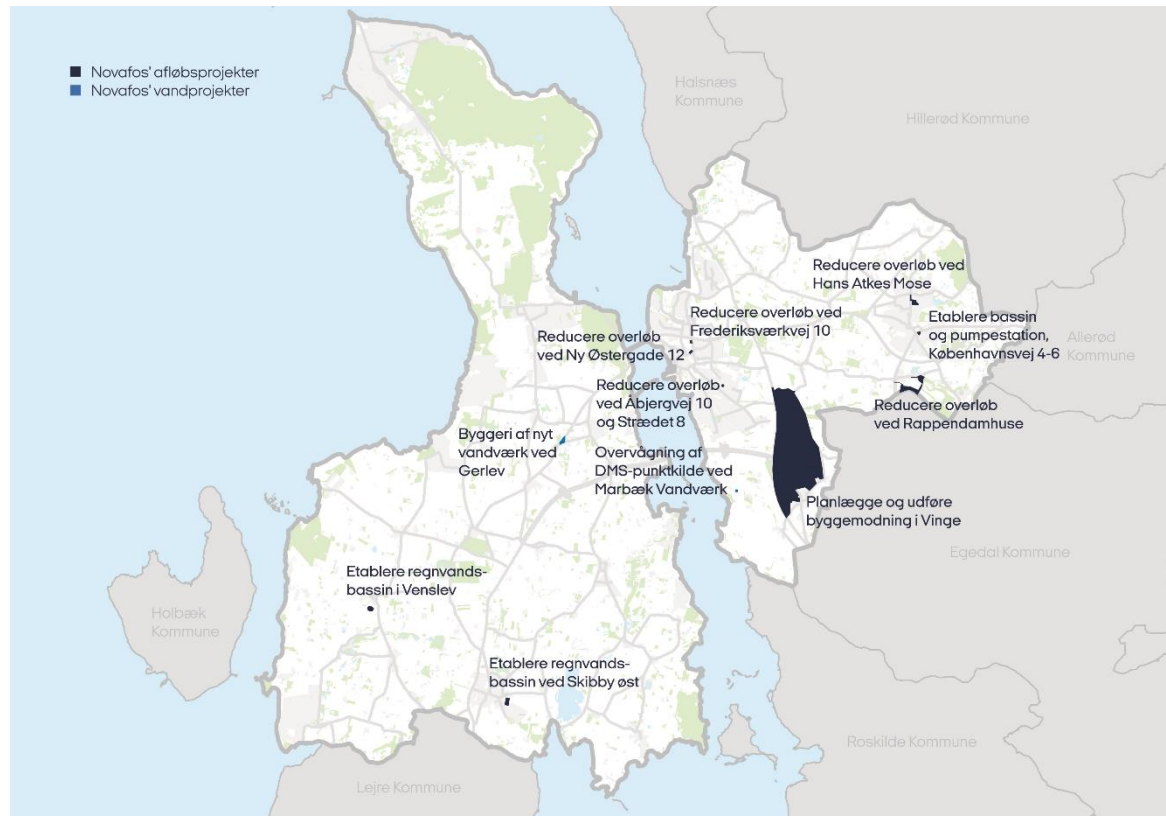 Novafos' afløbsprojekter
Novafos' vandprojekter
Halsnæs
Kommune
Hillerød Kommune
Reducere overløb ved
Hans Atkes Mose
Reducere overløb ved
Frederiksværkvej 10
Etablere bassin
og pumpestation,
Københavnsvej 4-6
Allerød
Kommune
Reducere overløb
ved Ny Østergade 12
Reducere overløb
ved Åbjergvej 10
og Strædet 8
Reducere overløb
ved Rappendamhuse
Byggeri af nyt
vandværk ved
Gerlev
Overvågning af
DMS-punktkilde ved
Marbæk Vandværk
Planlægge og udføre
byggemodning i Vinge
Egedal Kommune
Etablere regnvands-
bassin i Venslev
Holbæk
Kommune
Etablere regnvands-
bassin ved Skibby øst
Roskilde Kommune
Lejre Kommune